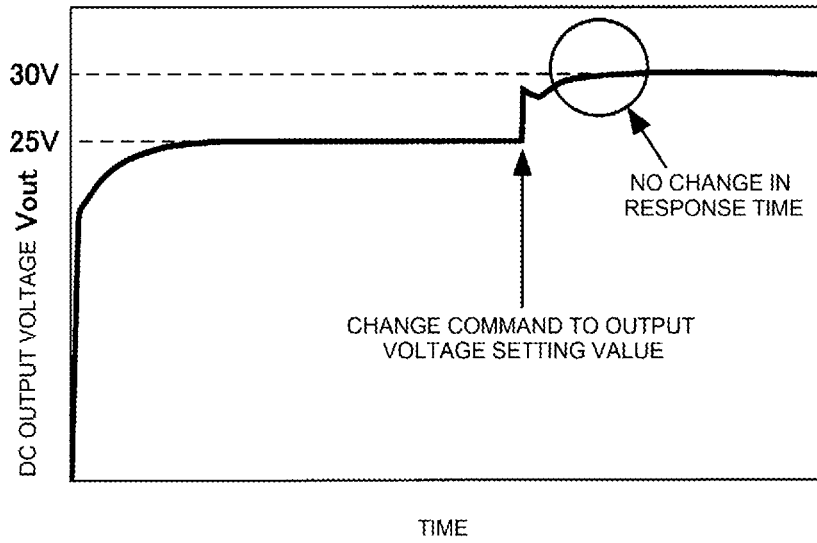 30V
25V
DC OUTPUT VOLTAGE Vout
NO CHANGE IN
RESPONSE TIME
CHANGE COMMAND TO OUTPUT
VOLTAGE SETTING VALUE
TIME